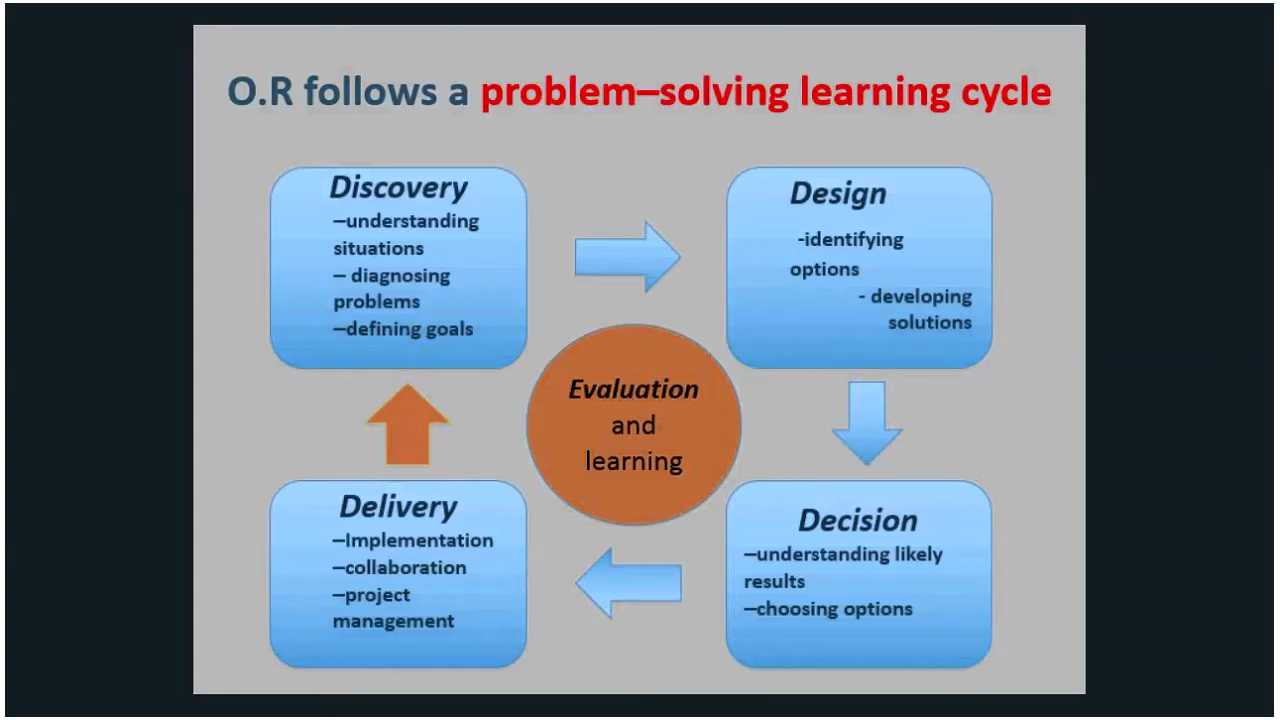 O.R follows a problem–solving learning cycle
Discovery
–understanding
situations
– diagnosing
problems
–defining goals
Design
-identifying
options
- developing
solutions
Evaluation
and
learning
Delivery
–Implementation
–collaboration
–project
management
Decision
–understanding likely
results
–choosing options